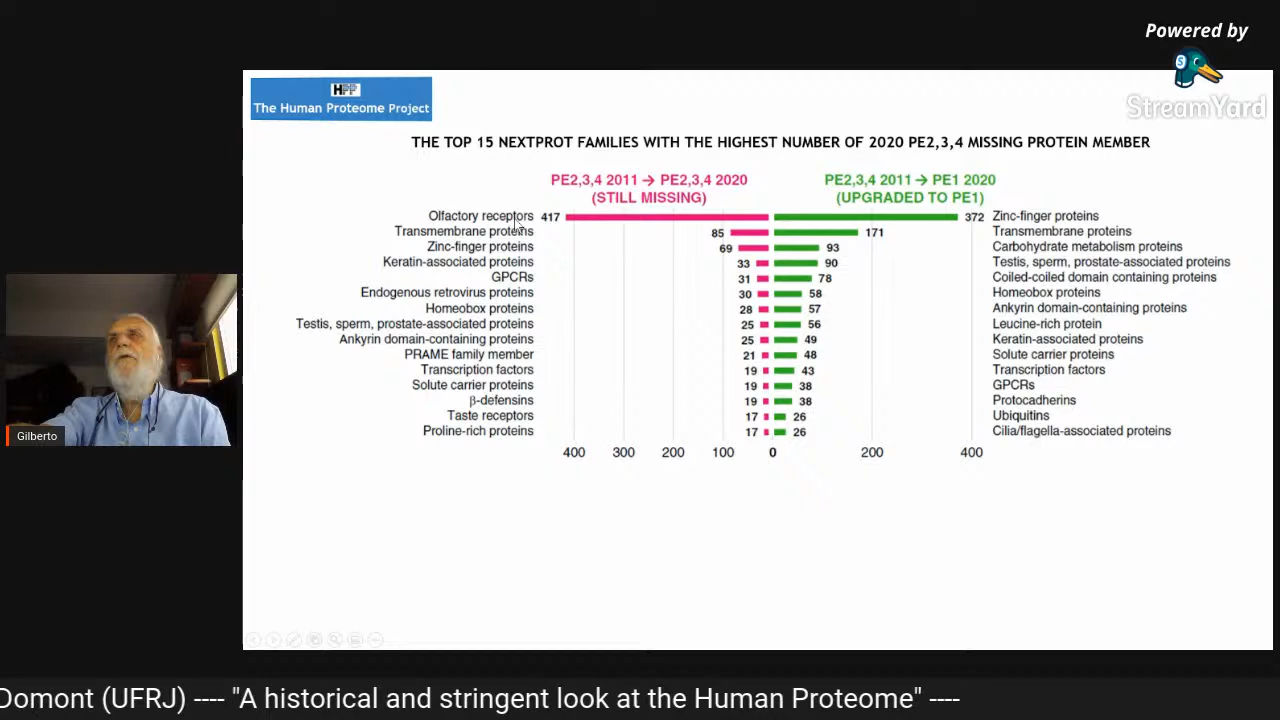 Powered by
S
StreamYard
HPP
The Human Proteome Project
THE TOP 15 NEXTPROT FAMILIES WITH THE HIGHEST NUMBER OF 2020 PE2,3,4 MISSING PROTEIN MEMBER
PE2,3,4 2011 → PE2,3,4 2020
(STILL MISSING)
PE2,3,4 2011 → PE1 2020
(UPGRADED TO PE1)
Olfactory receptors 417 372 Zinc-finger proteins
Transmembrane proteins 85 171 Transmembrane proteins
Zinc-finger proteins 69 93 Carbohydrate metabolism proteins
Keratin-associated proteins 33 90 Testis, sperm, prostate-associated proteins
GPCRs 31 78 Coiled-coiled domain containing proteins
Endogenous retrovirus proteins 30 58 Homeobox proteins
Homeobox proteins 28 57 Ankyrin domain-containing proteins
Testis, sperm, prostate-associated proteins 25 56 Leucine-rich protein
Ankyrin domain-containing proteins 25 49 Keratin-associated proteins
PRAME family member 21 48 Solute carrier proteins
Transcription factors 19 43 Transcription factors
Solute carrier proteins 19 38 GPCRs
β-defensins 19 38 Protocadherins
Taste receptors 17 26 Ubiquitins
Proline-rich proteins 17 26 Cilia/flagella-associated proteins
400 300 200 100 0 200 400
Gilberto
Domont (UFRJ) ---- "A historical and stringent look at the Human Proteome" ----